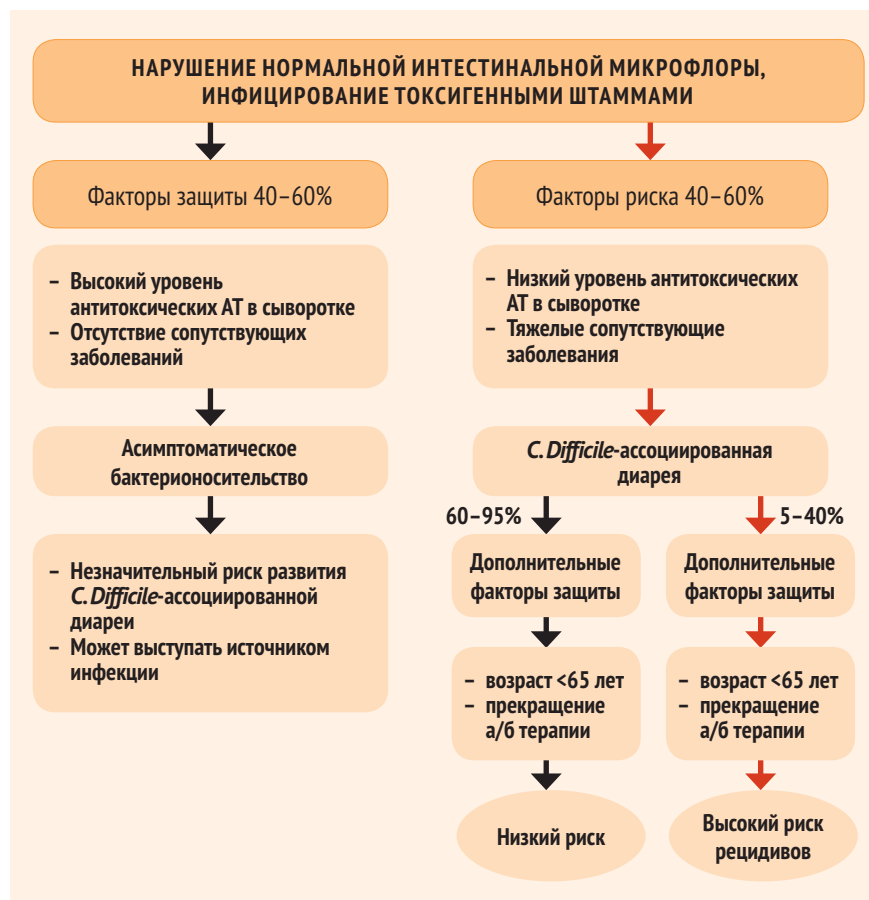 НАРУШЕНИЕ НОРМАЛЬНОЙ ИНТЕСТИНАЛЬНОЙ МИКРОФЛОРЫ,
ИНФИЦИРОВАНИЕ ТОКСИГЕННЫМИ ШТАММАМИ
Факторы защиты 40–60%
– Высокий уровень
антитоксических АТ в сыворотке
– Отсутствие сопутствующих
заболеваний
Асимптоматическое
бактерионосительство
– Незначительный риск развития
C. Difficile-ассоциированной
диареи
– Может выступать источником
инфекции
Факторы риска 40–60%
– Низкий уровень антитоксических
АТ в сыворотке
– Тяжелые сопутствующие
заболевания
C. Difficile-ассоциированная
диарея
60–95%
Дополнительные
факторы защиты
– возраст <65 лет
– прекращение
а/б терапии
Низкий риск
5–40%
Дополнительные
факторы защиты
– возраст <65 лет
– прекращение
а/б терапии
Высокий риск
рецидивов